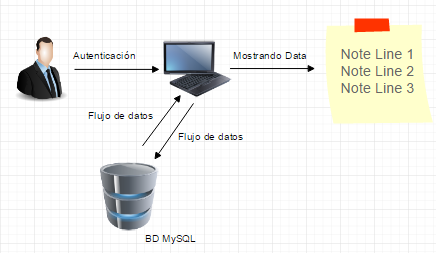 Autenticación
Mostrando Data
Note Line 1
Note Line 2
Note Line 3
Flujo de datos
Flujo de datos
BD MySQL